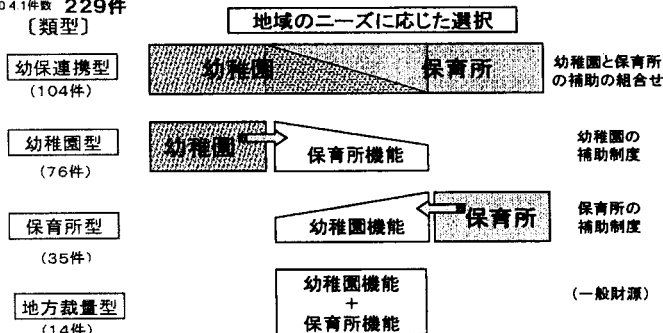 04.1件数 229件
〔類型〕
地域のニーズに応じた選択
幼保連携型
(104件)
幼稚園
保育所
幼稚園と保育所
の補助の組合せ
幼稚園型
(76件)
幼稚園
保育所機能
幼稚園の
補助制度
保育所型
(35件)
幼稚園機能
保育所
保育所の
補助制度
地方裁量型
(14件)
幼稚園機能
+
保育所機能
(一般財源)